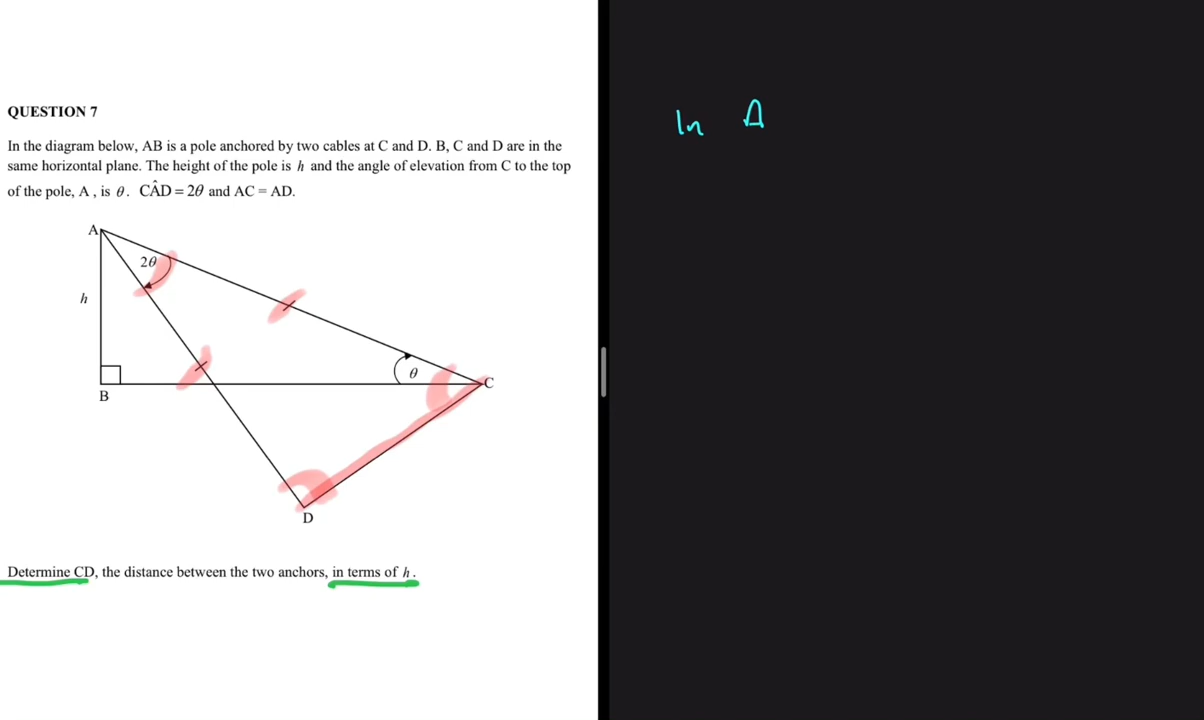 QUESTION 7
In the diagram below, AB is a pole anchored by two cables at C and D. B, C and D are in the
same horizontal plane. The height of the pole is h and the angle of elevation from C to the top
of the pole, A , is θ. CÂD = 2θ and AC = AD.
A
2θ
h
θ
C
B
D
Determine CD, the distance between the two anchors, in terms of h.
In Δ